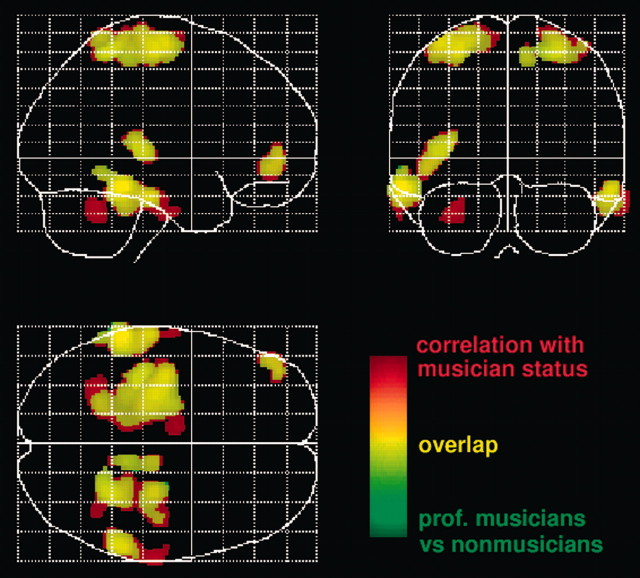 correlation with
musician status
overlap
prof. musicians
vs nonmusicians